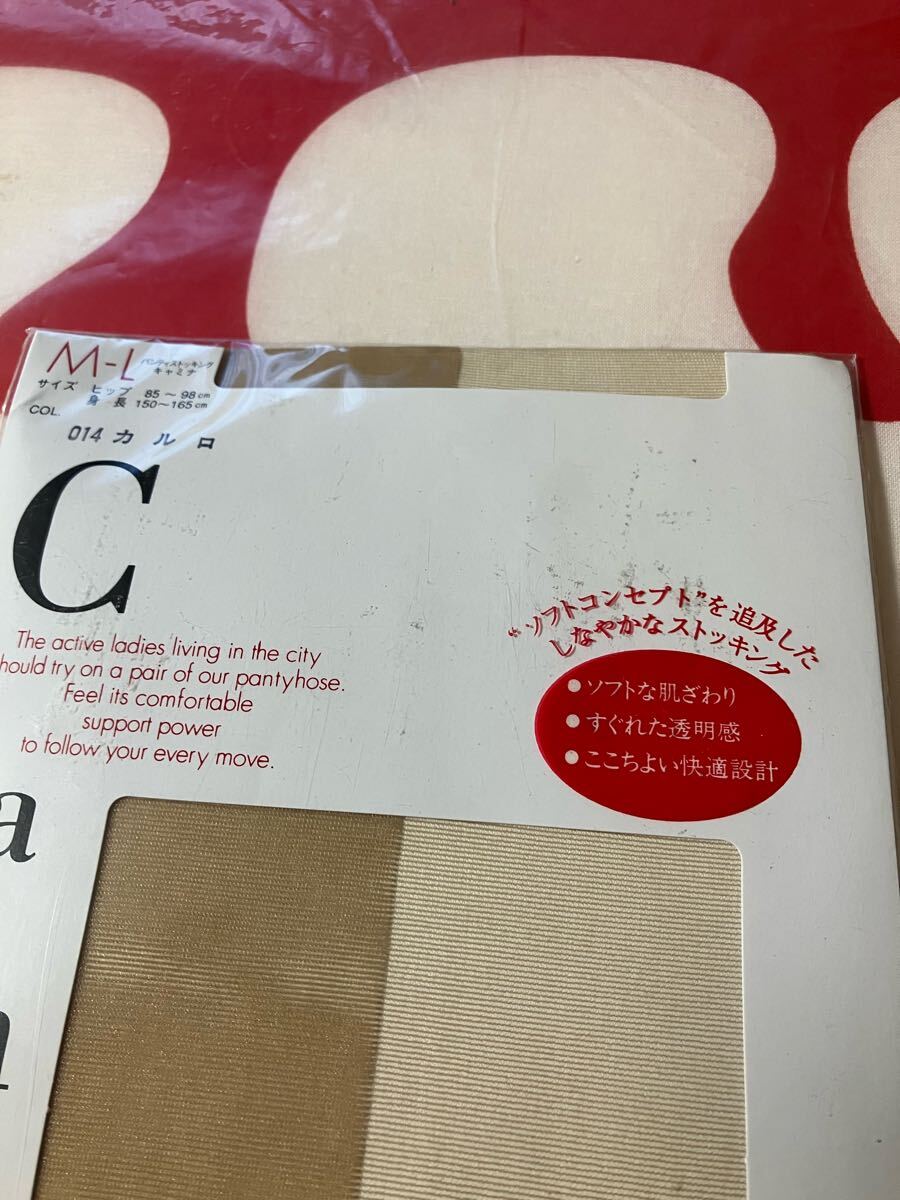 M-L パンティストッキング
キャミナ
サイズ ヒップ 85～98cm
身長 150～165cm
COL.
014 カルロ
C
The active ladies living in the city
hould try on a pair of our pantyhose.
Feel its comfortable
support power
to follow your every move.
a
“ソフトコンセプト”を追及した
しなやかなストッキング
●ソフトな肌ざわり
●すぐれた透明感
●ここちよい快適設計